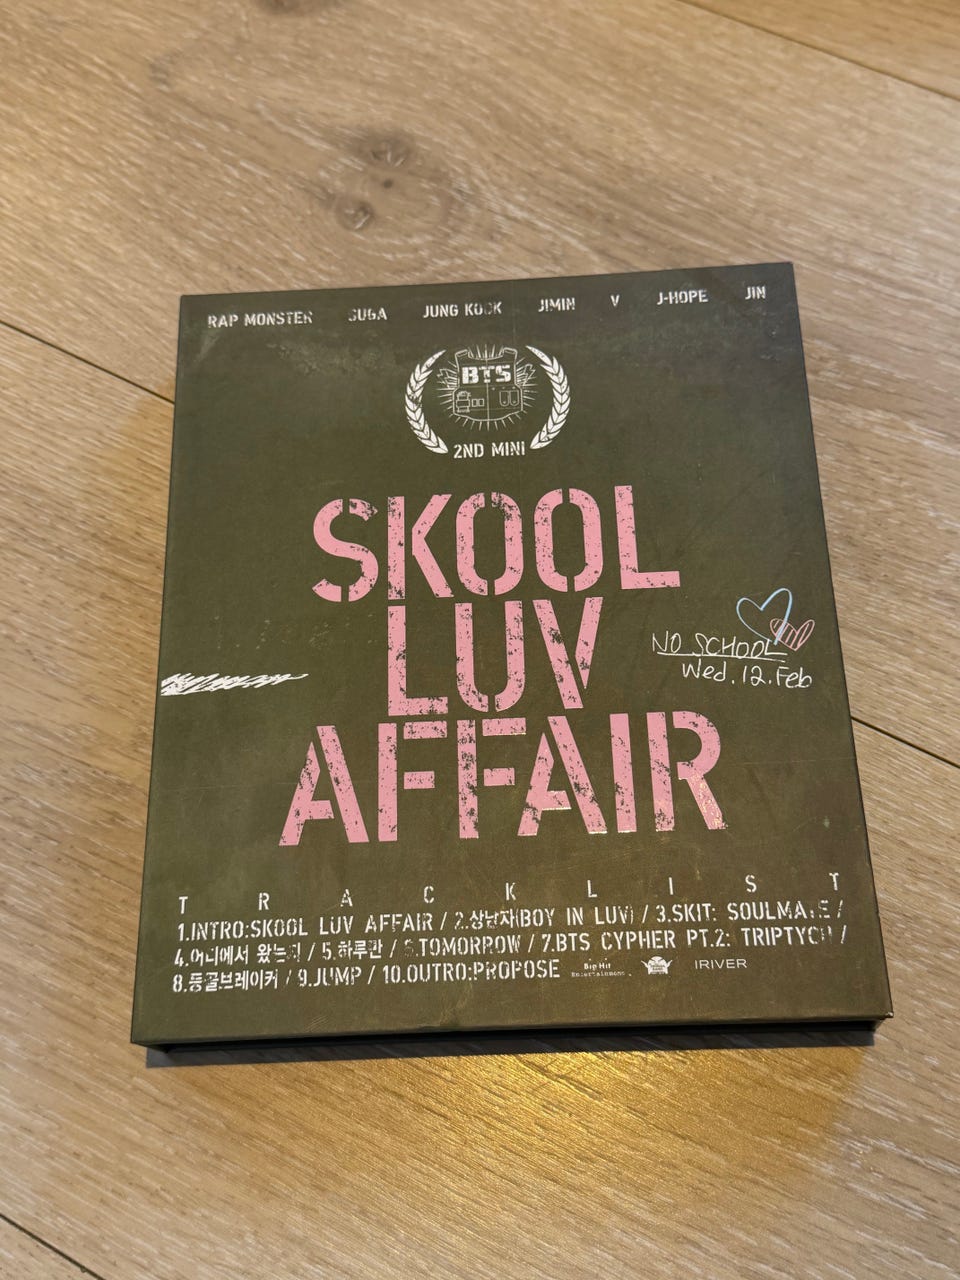 RAP MONSTER SUGA JUNG KOOK JIMIN V J-HOPE JIN
BTS
2ND MINI
SKOOL
LUV
AFFAIR
NO SCHOOL
Wed.12.Feb
TRACKLIST
1.INTRO:SKOOL LUV AFFAIR / 2.상남자(BOY IN LUV) / 3.SKIT: SOULMATE /
4.어디에서 왔는지 / 5.하루만 / 6.TOMORROW / 7.BTS CYPHER PT.2: TRIPTYCH /
8.등골브레이커 / 9.JUMP / 10.OUTRO:PROPOSE Big Hit Entertainment IRIVER